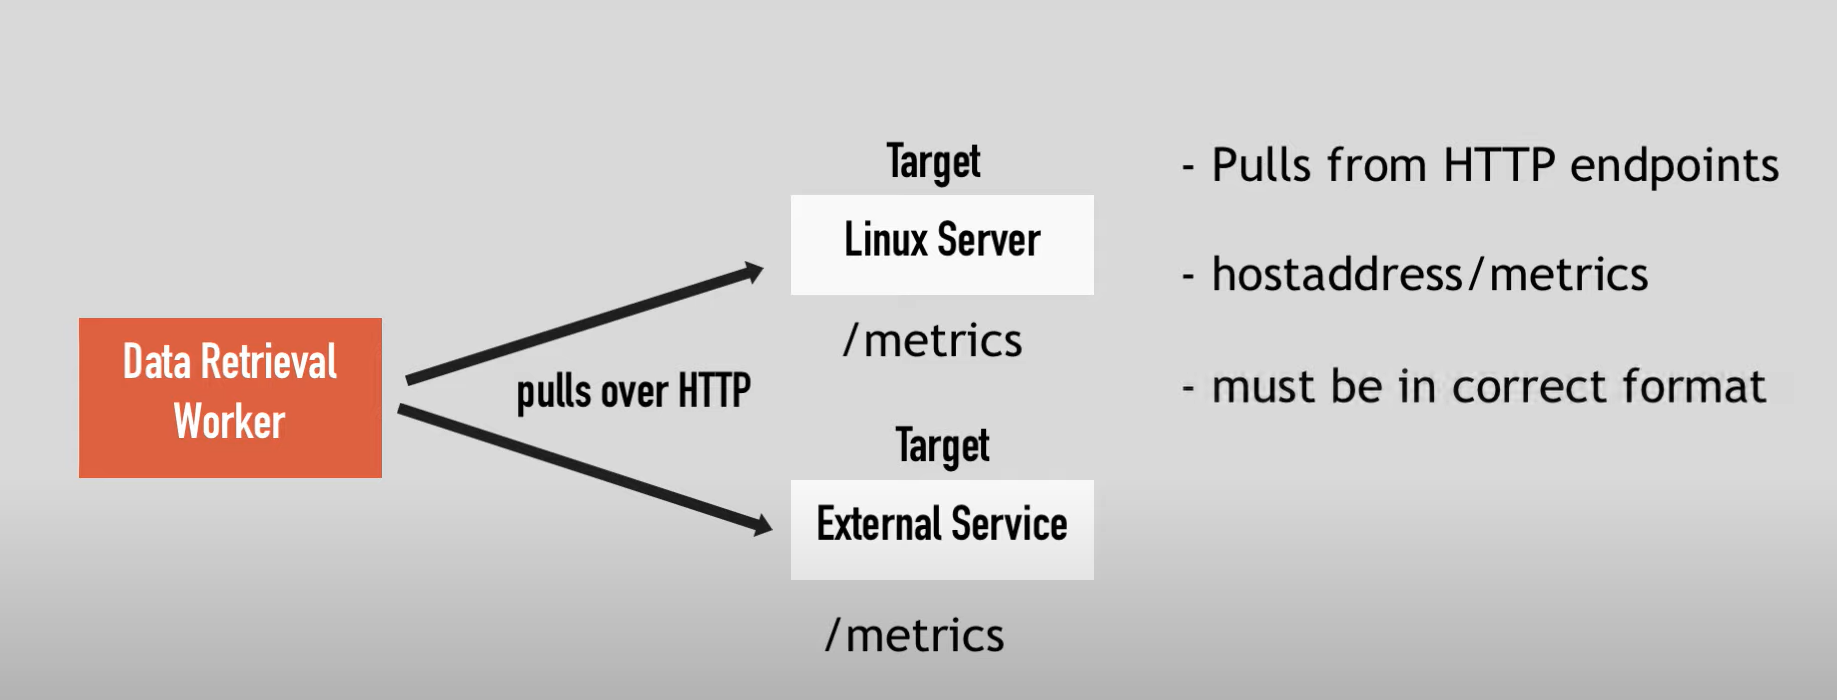 Data Retrieval
Worker
pulls over HTTP
Target
Linux Server
/metrics
Target
External Service
/metrics
- Pulls from HTTP endpoints
- hostaddress/metrics
- must be in correct format